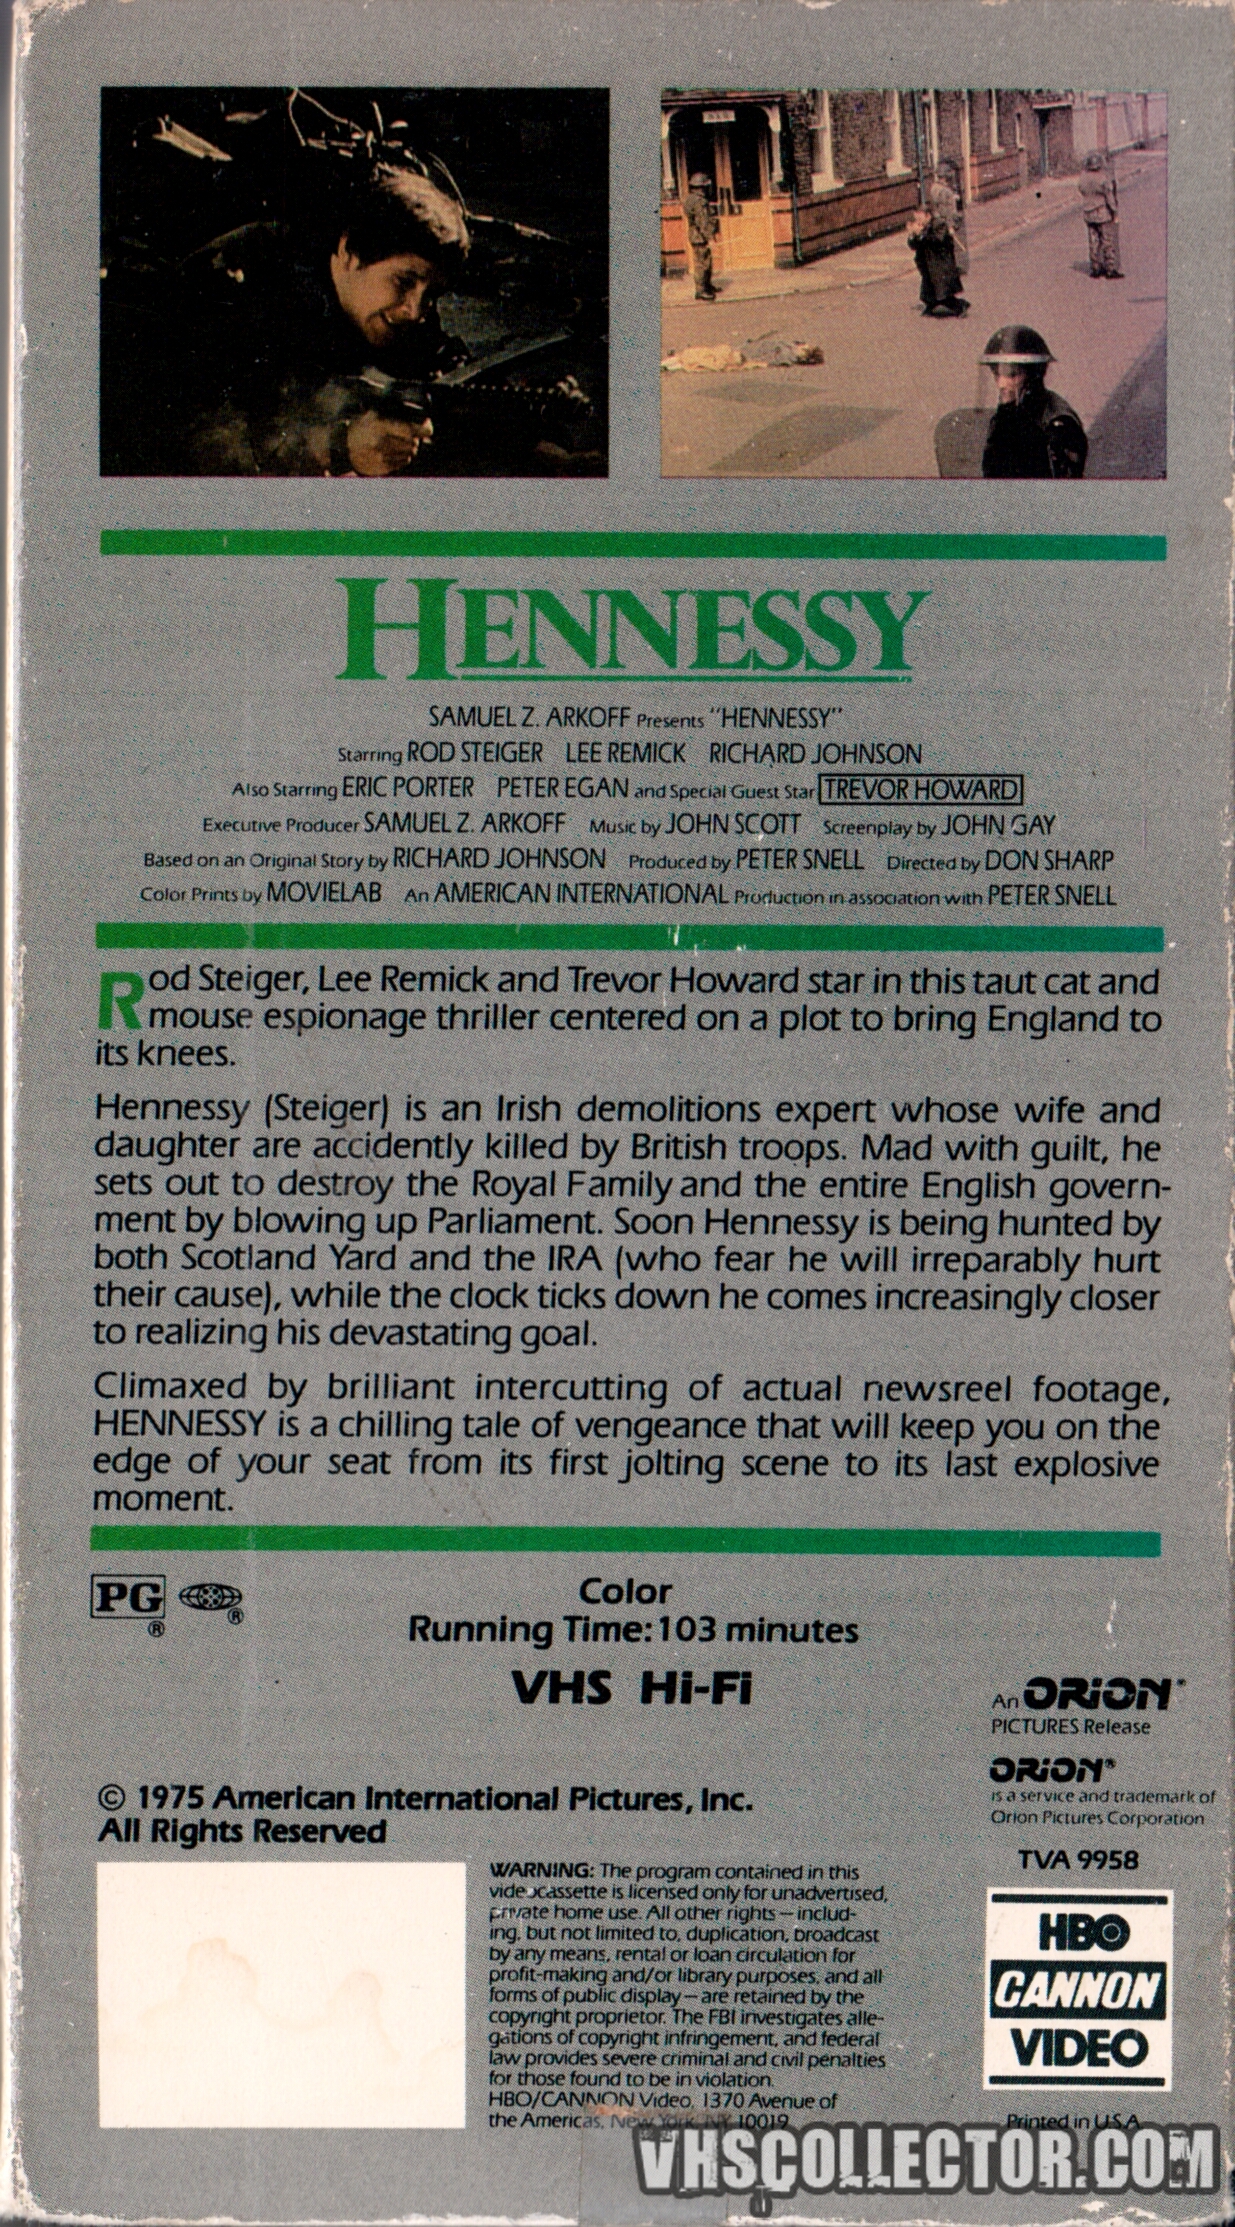 HENNESSY
SAMUEL Z. ARKOFF Presents "HENNESSY"
Starring ROD STEIGER LEE REMICK RICHARD JOHNSON
Also Starring ERIC PORTER PETER EGAN and Special Guest Star TREVOR HOWARD
Executive Producer SAMUEL Z. ARKOFF Music by JOHN SCOTT Screenplay by JOHN GAY
Based on an Original Story by RICHARD JOHNSON Produced by PETER SNELL Directed by DON SHARP
Color Prints by MOVIELAB An AMERICAN INTERNATIONAL Production in association with PETER SNELL
Rod Steiger, Lee Remick and Trevor Howard star in this taut cat and
mouse espionage thriller centered on a plot to bring England to
its knees.
Hennessy (Steiger) is an Irish demolitions expert whose wife and
daughter are accidently killed by British troops. Mad with guilt, he
sets out to destroy the Royal Family and the entire English govern-
ment by blowing up Parliament. Soon Hennessy is being hunted by
both Scotland Yard and the IRA (who fear he will irreparably hurt
their cause), while the clock ticks down he comes increasingly closer
to realizing his devastating goal.
Climaxed by brilliant intercutting of actual newsreel footage,
HENNESSY is a chilling tale of vengeance that will keep you on the
edge of your seat from its first jolting scene to its last explosive
moment.
PG ® ®
Color
Running Time: 103 minutes
VHS Hi-Fi
An ORION®
PICTURES Release
ORION®
is a service and trademark of
Orion Pictures Corporation
© 1975 American International Pictures, Inc.
All Rights Reserved
TVA 9958
WARNING: The program contained in this
videocassette is licensed only for unadvertised,
private home use. All other rights—includ-
ing, but not limited to, duplication, broadcast
by any means, rental or loan circulation for
profit-making and/or library purposes, and all
forms of public display—are retained by the
copyright proprietor. The FBI investigates alle-
gations of copyright infringement, and federal
law provides severe criminal and civil penalties
for those found to be in violation.
HBO/CANNON Video, 1370 Avenue of
the Americas, New York, NY 10019
HBO
CANNON
VIDEO
Printed in U.S.A.
VHSCOLLECTOR.COM